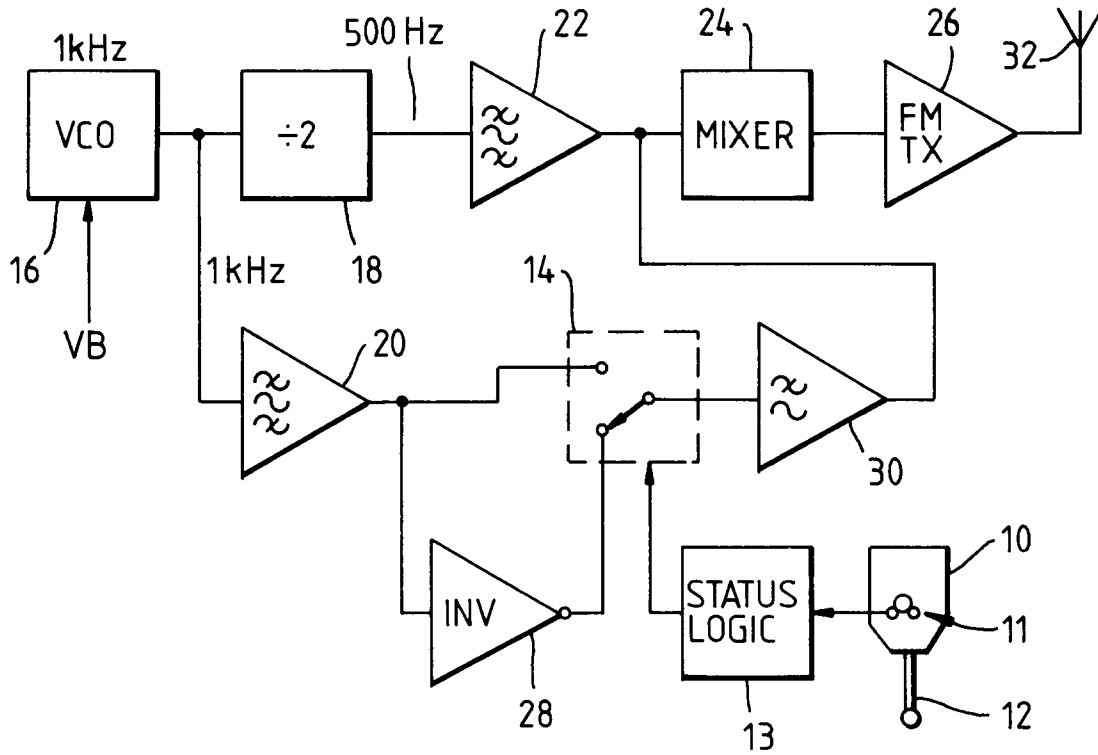 1kHz
500 Hz
22
24
26
32
VCO
÷2
MIXER
FM
TX
16
18
1kHz
14
VB
20
30
10
INV
STATUS
LOGIC
11
28
13
12